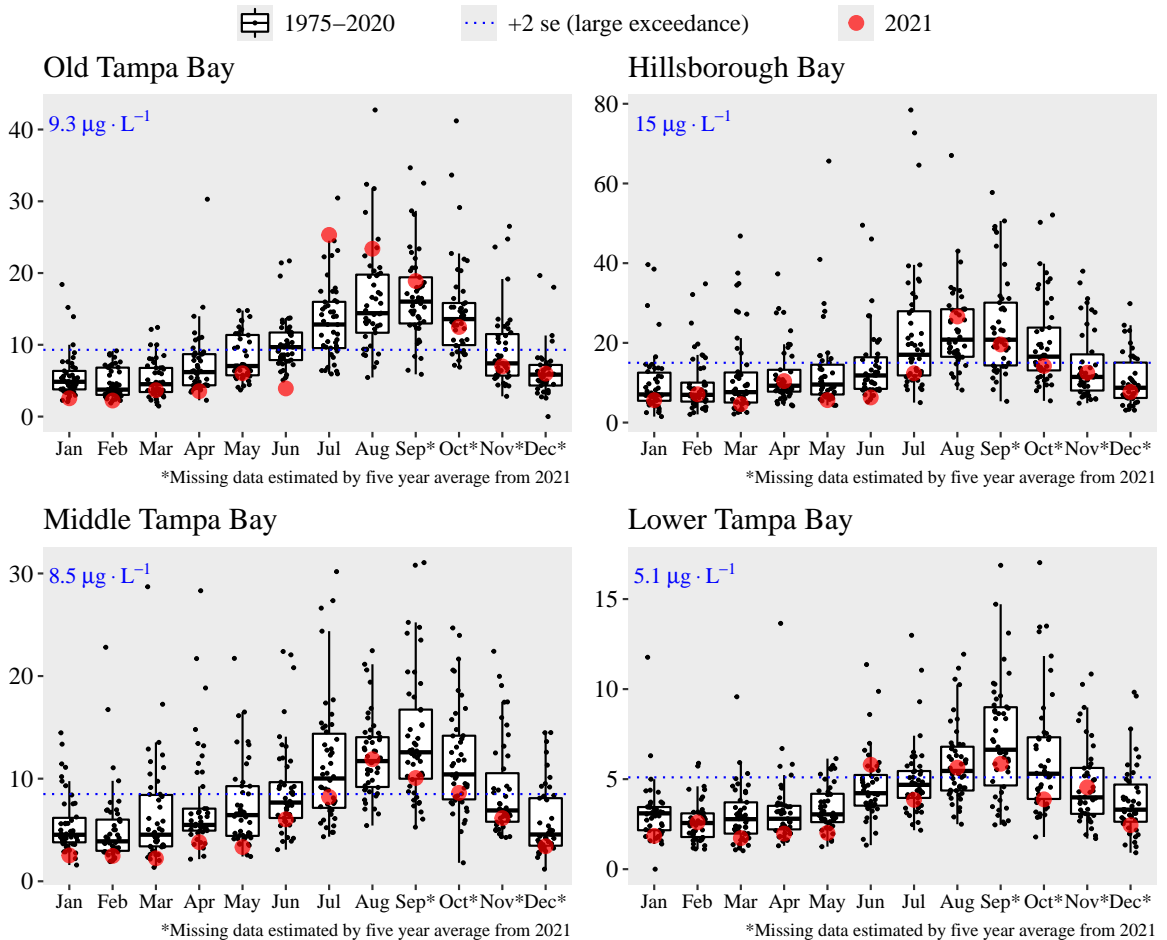 1975–2020 +2 se (large exceedance) 2021
Old Tampa Bay
9.3 μg · L⁻¹
40
30
20
10
0
Jan Feb Mar Apr May Jun Jul Aug Sep* Oct* Nov* Dec*
*Missing data estimated by five year average from 2021
Hillsborough Bay
15 μg · L⁻¹
80
60
40
20
0
Jan Feb Mar Apr May Jun Jul Aug Sep* Oct* Nov* Dec*
*Missing data estimated by five year average from 2021
Middle Tampa Bay
8.5 μg · L⁻¹
30
20
10
0
Jan Feb Mar Apr May Jun Jul Aug Sep* Oct* Nov* Dec*
*Missing data estimated by five year average from 2021
Lower Tampa Bay
5.1 μg · L⁻¹
15
10
5
0
Jan Feb Mar Apr May Jun Jul Aug Sep* Oct* Nov* Dec*
*Missing data estimated by five year average from 2021